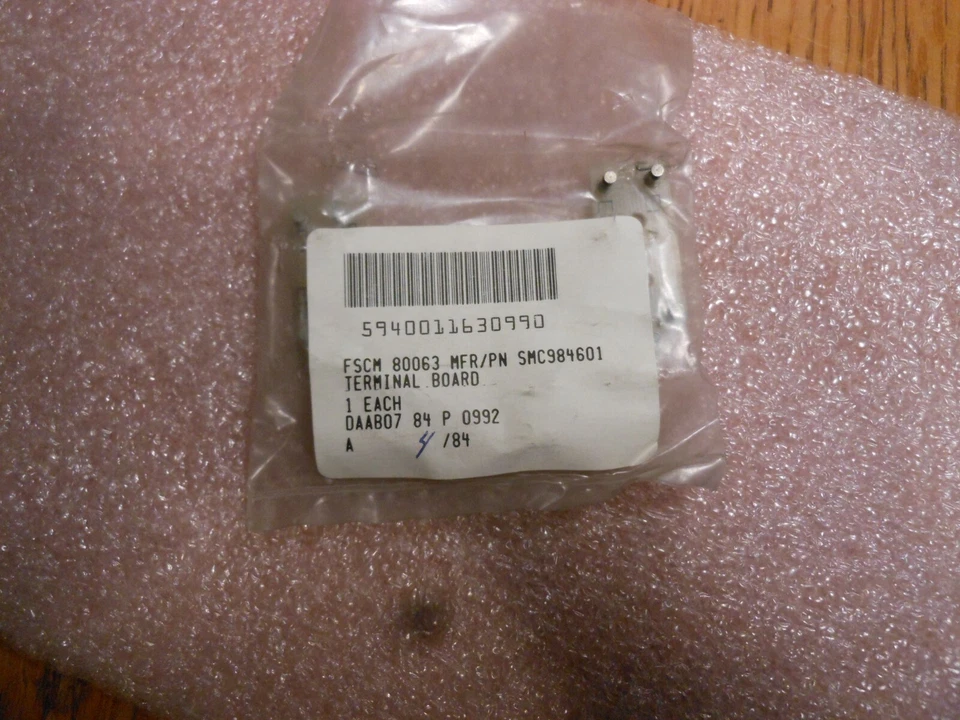 5940011630990
FSCM 80063 MFR/PN SMC984601
TERMINAL BOARD
1 EACH
DAAB07 84 P 0992
A 4/84